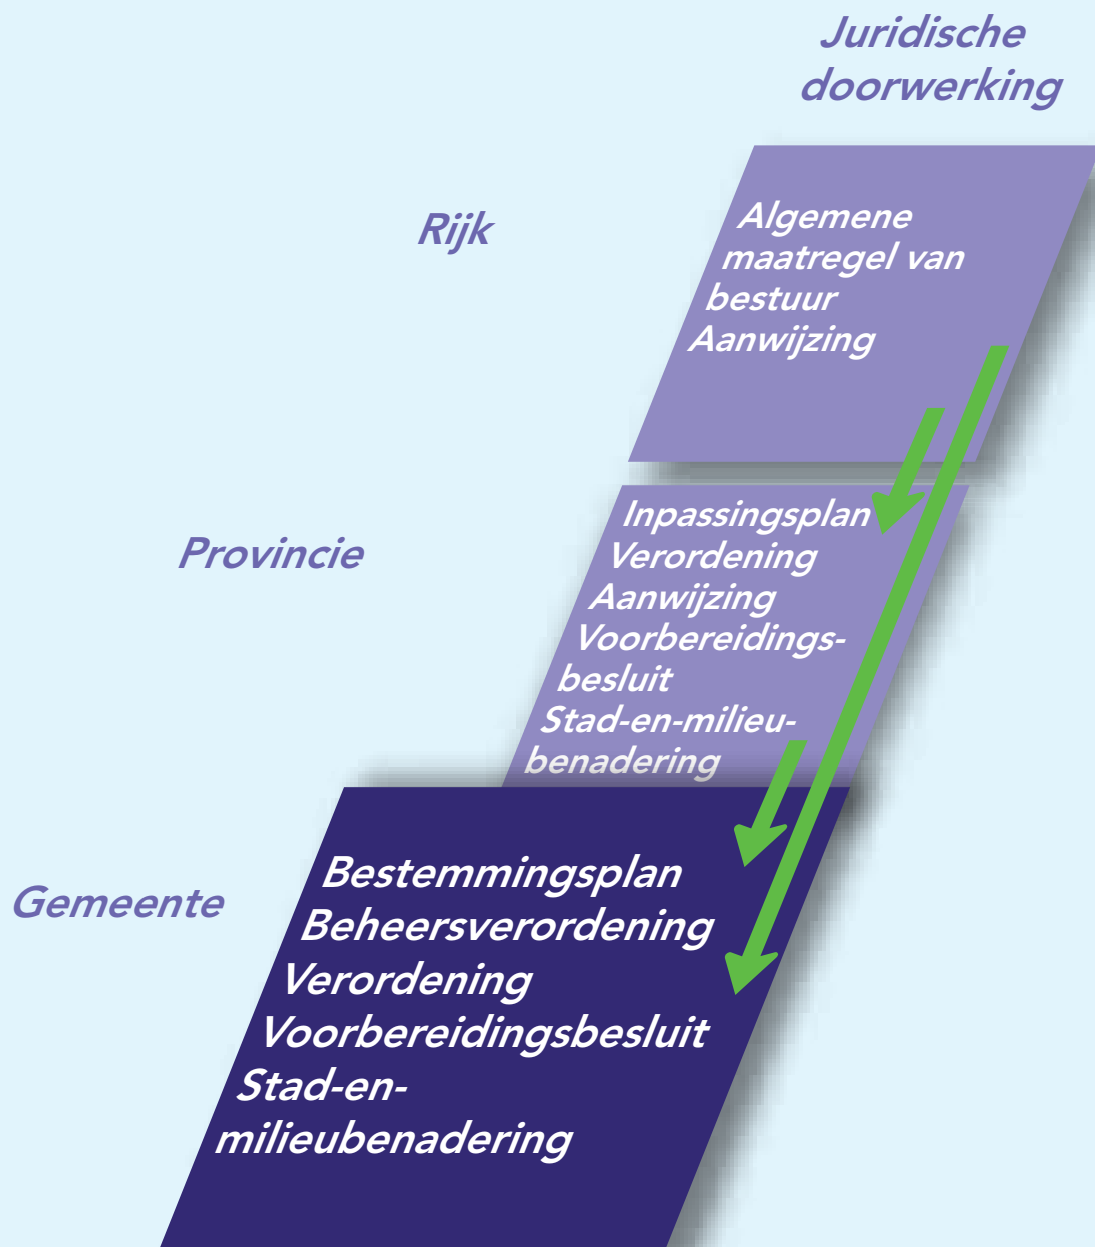 Juridische
doorwerking
Rijk
Algemene
maatregel van
bestuur
Aanwijzing
Provincie
Inpassingsplan
Verordening
Aanwijzing
Voorbereidings-
besluit
Stad-en-milieu-
benadering
Gemeente
Bestemmingsplan
Beheersverordening
Verordening
Voorbereidingsbesluit
Stad-en-
milieubenadering